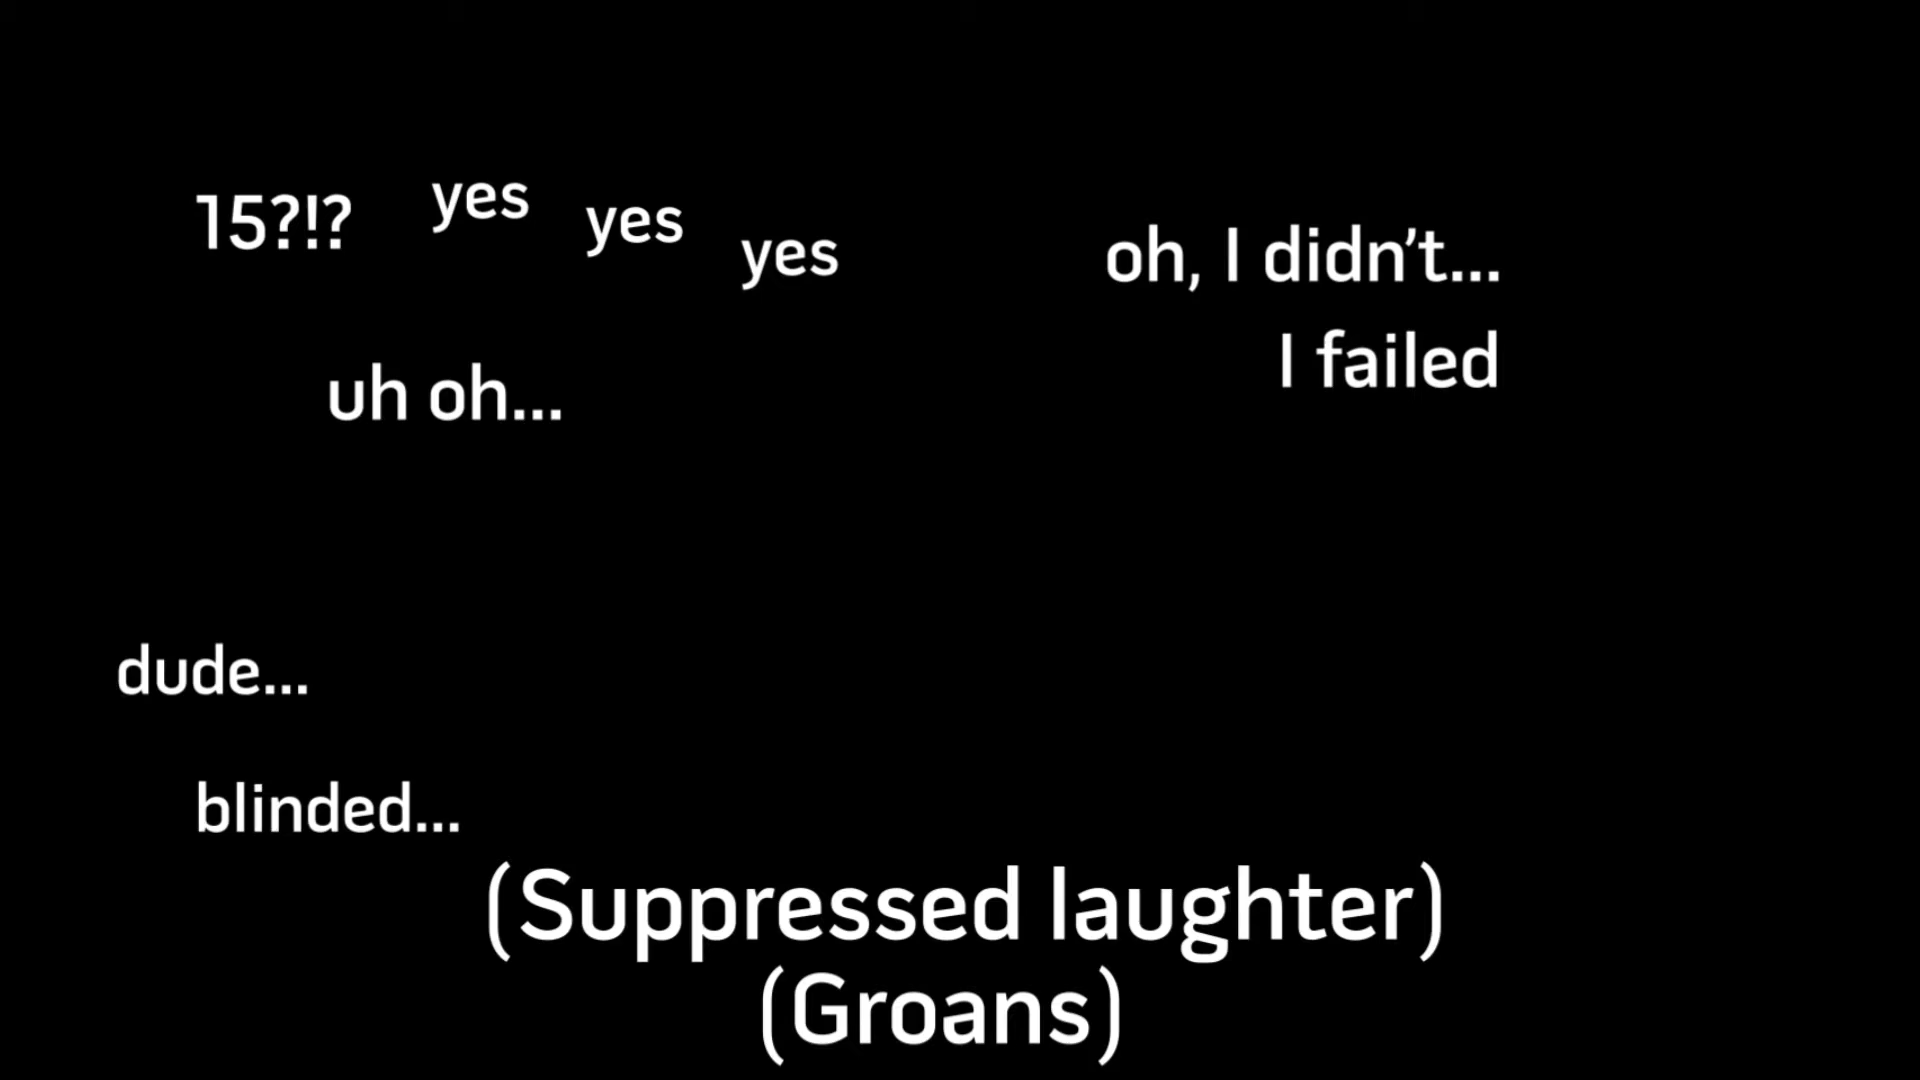 15?!? yes yes yes
oh, I didn’t...
I failed
uh oh...
dude...
blinded...
(Suppressed laughter)
(Groans)